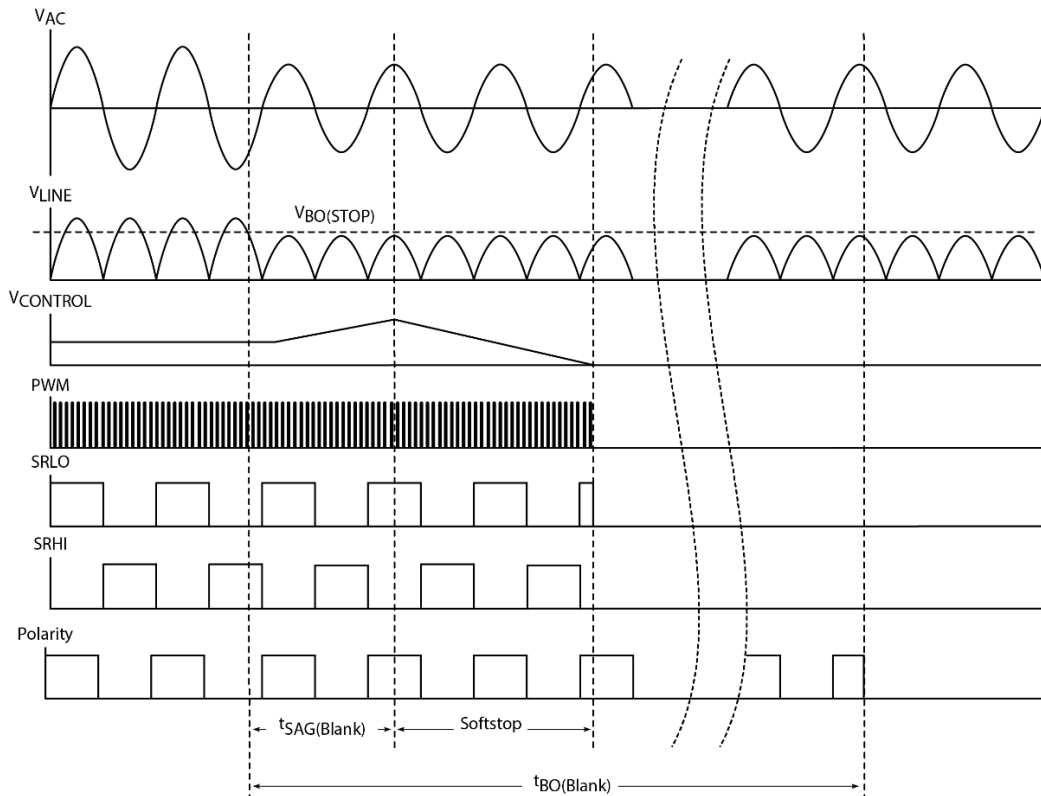 VAC
VLINE
VBO(STOP)
VCONTROL
PWM
SRLO
SRHI
Polarity
tSAG(Blank)
Softstop
tBO(Blank)